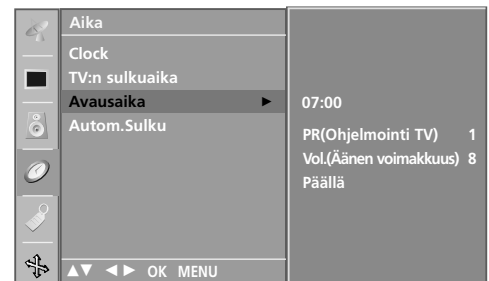 Aika
Clock
TV:n sulkuaika
Avausaika ►
Autom.Sulku
▲▼ ◄► OK MENU
07:00
PR(Ohjelmointi TV) 1
Vol.(Äänen voimakkuus) 8
Päällä